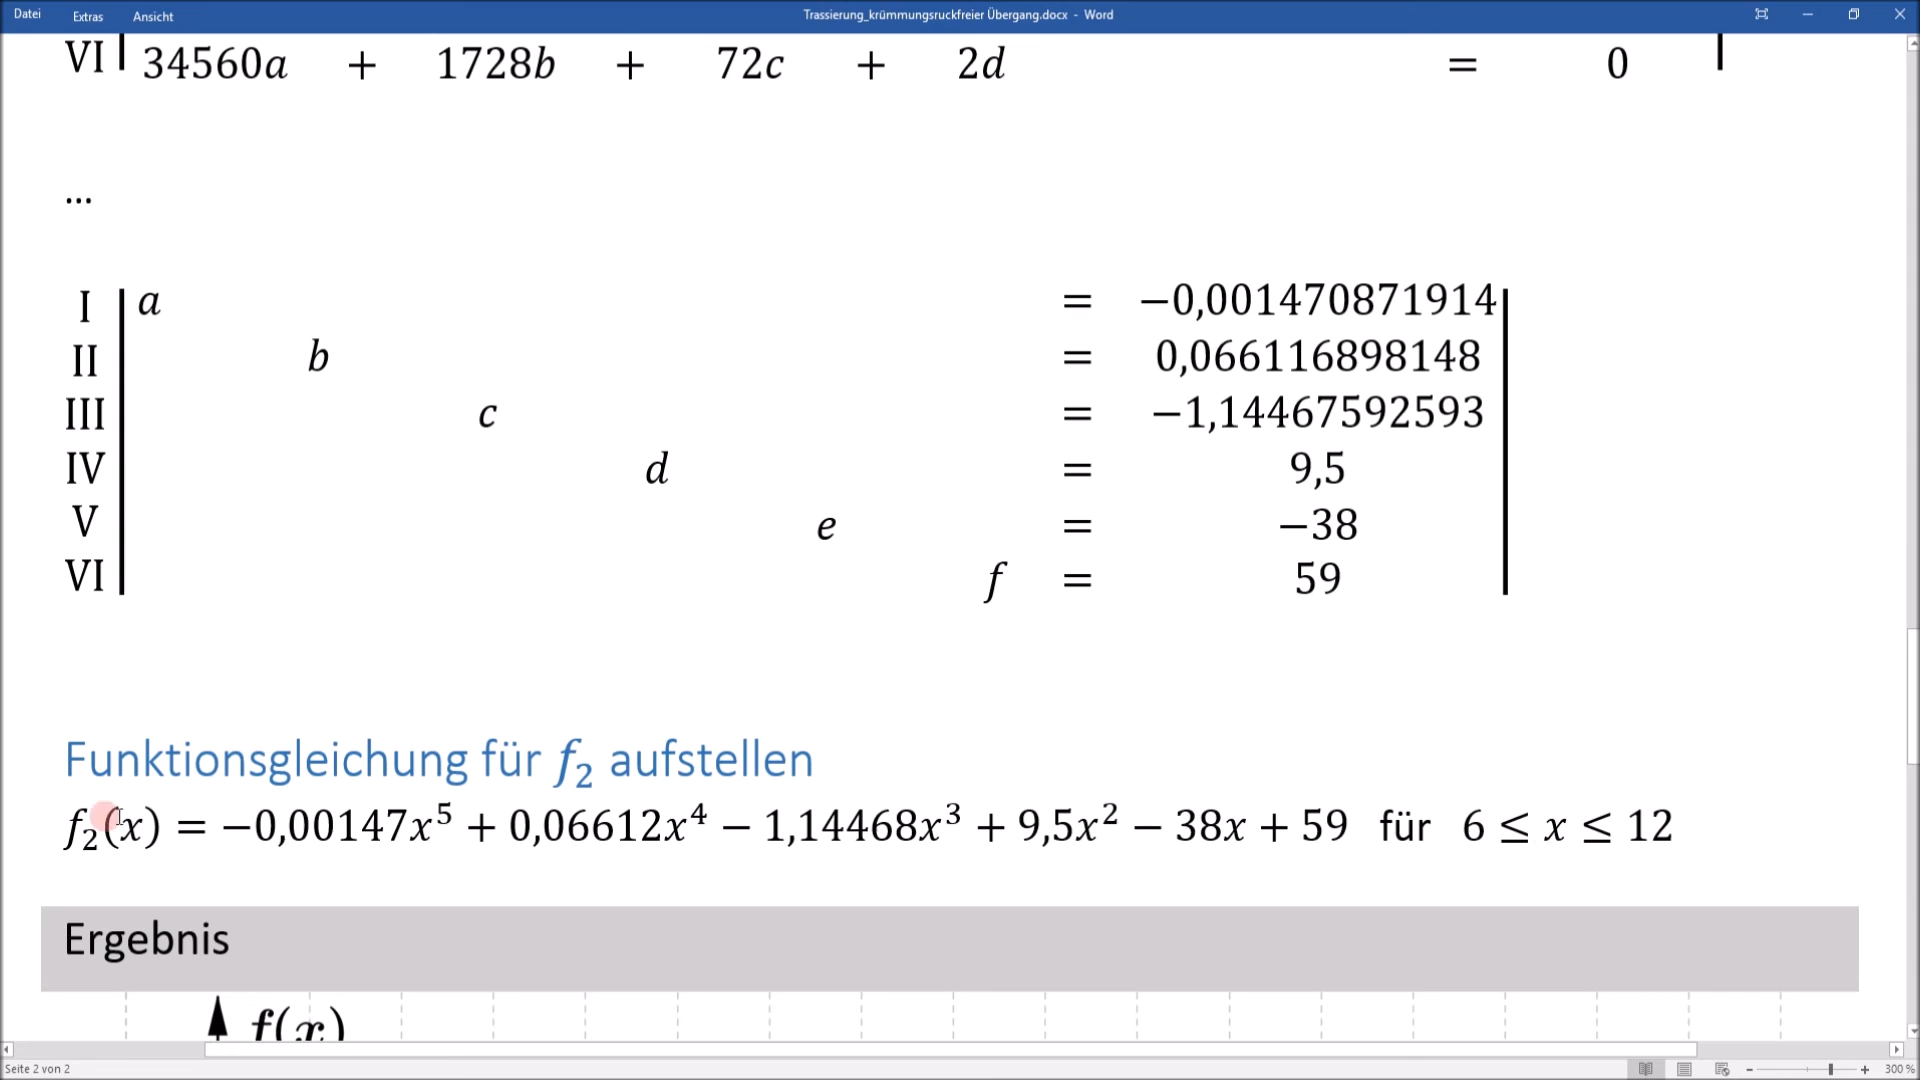 Datei Extras Ansicht Trassierung_krümmungsruckfreier Übergang.docx - Word
VI 34560a + 1728b + 72c + 2d = 0
...
I a = −0,001470871914
II b = 0,066116898148
III c = −1,14467592593
IV d = 9,5
V e = −38
VI f = 59
Funktionsgleichung für f₂ aufstellen
f₂(x) = −0,00147x⁵ + 0,06612x⁴ − 1,14468x³ + 9,5x² − 38x + 59 für 6 ≤ x ≤ 12
Ergebnis
f(x)
Seite 2 von 2 300 %